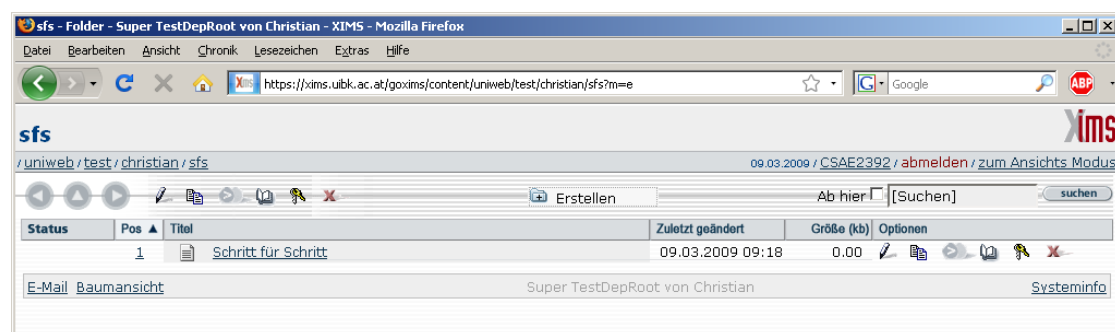 sfs - Folder - Super TestDepRoot von Christian - XIMS - Mozilla Firefox
Datei Bearbeiten Ansicht Chronik Lesezeichen Extras Hilfe
Xims https://xims.uibk.ac.at/goxims/content/uniweb/test/christian/sfs?m=e G Google ABP
sfs Xims
/ uniweb / test / christian / sfs 09.03.2009 / CSAE2392 / abmelden / zum Ansichts Modus
Erstellen Ab hier [Suchen] suchen
Status Pos ▲ Titel Zuletzt geändert Größe (kb) Optionen
1 Schritt für Schritt 09.03.2009 09:18 0.00
E-Mail Baumansicht Super TestDepRoot von Christian Systeminfo